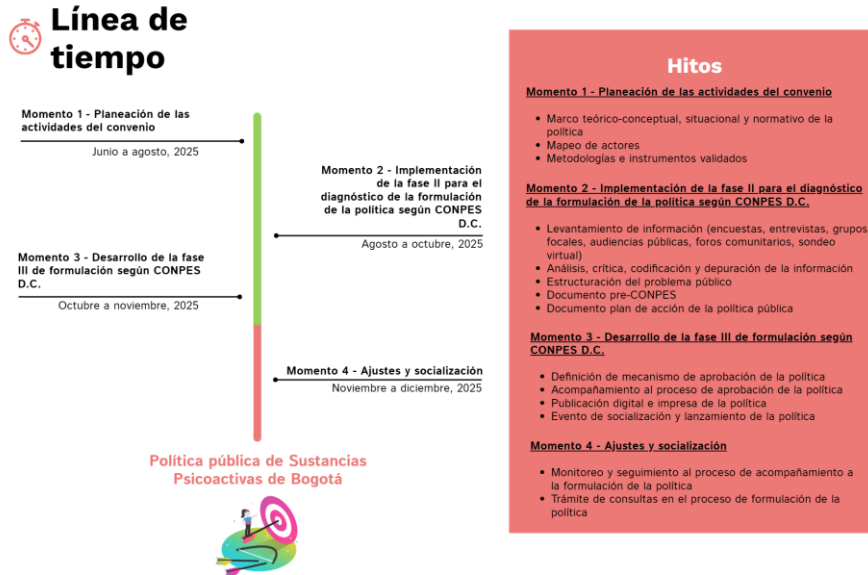 Línea de
tiempo
Momento 1 - Planeación de las
actividades del convenio
Junio a agosto, 2025
Momento 2 - Implementación
de la fase II para el
diagnóstico de la formulación
de la política según CONPES
D.C.
Agosto a octubre, 2025
Momento 3 - Desarrollo de la fase
III de formulación según CONPES
D.C.
Octubre a noviembre, 2025
Momento 4 - Ajustes y socialización
Noviembre a diciembre, 2025
Política pública de Sustancias
Psicoactivas de Bogotá
Hitos
Momento 1 - Planeación de las actividades del convenio
• Marco teórico-conceptual, situacional y normativo de la
política
• Mapeo de actores
• Metodologías e instrumentos validados
Momento 2 - Implementación de la fase II para el diagnóstico
de la formulación de la política según CONPES D.C.
• Levantamiento de información (encuestas, entrevistas, grupos
focales, audiencias públicas, foros comunitarios, sondeo
virtual)
• Análisis, crítica, codificación y depuración de la información
• Estructuración del problema público
• Documento pre-CONPES
• Documento plan de acción de la política pública
Momento 3 - Desarrollo de la fase III de formulación según
CONPES D.C.
• Definición de mecanismo de aprobación de la política
• Acompañamiento al proceso de aprobación de la política
• Publicación digital e impresa de la política
• Evento de socialización y lanzamiento de la política
Momento 4 - Ajustes y socialización
• Monitoreo y seguimiento al proceso de acompañamiento a
la formulación de la política
• Trámite de consultas en el proceso de formulación de la
política